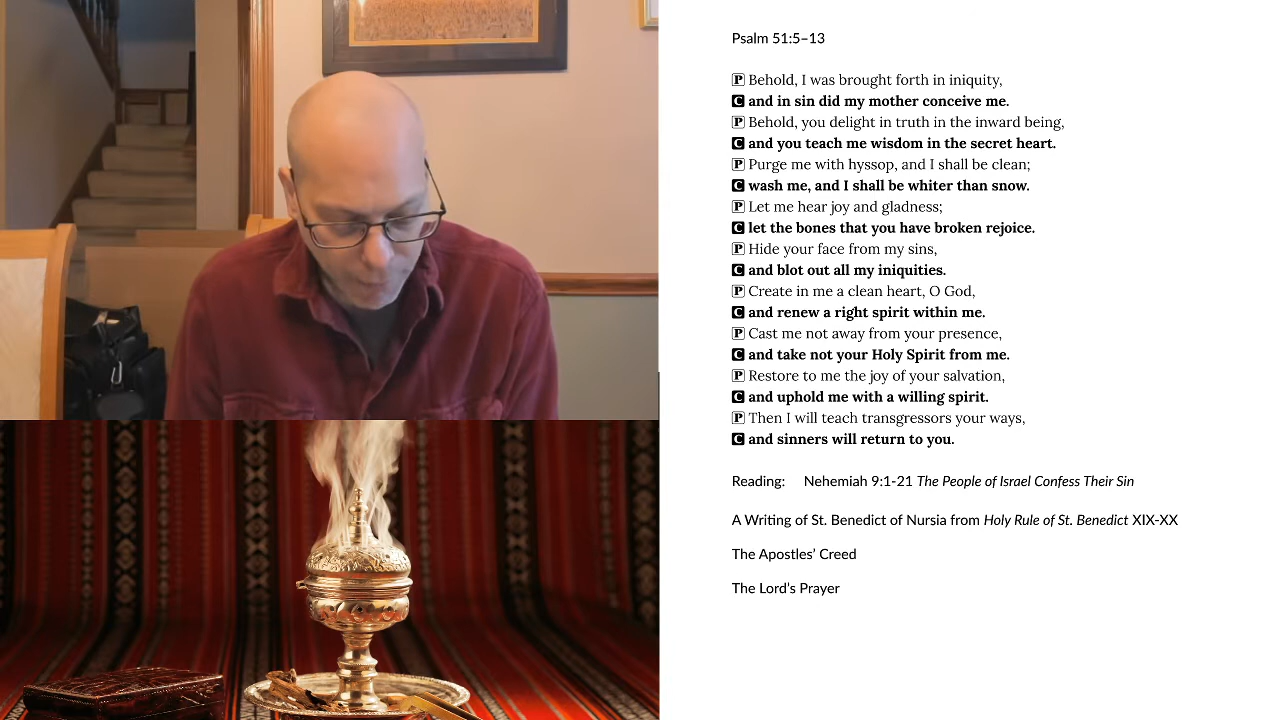 Psalm 51:5–13
P Behold, I was brought forth in iniquity,
C and in sin did my mother conceive me.
P Behold, you delight in truth in the inward being,
C and you teach me wisdom in the secret heart.
P Purge me with hyssop, and I shall be clean;
C wash me, and I shall be whiter than snow.
P Let me hear joy and gladness;
C let the bones that you have broken rejoice.
P Hide your face from my sins,
C and blot out all my iniquities.
P Create in me a clean heart, O God,
C and renew a right spirit within me.
P Cast me not away from your presence,
C and take not your Holy Spirit from me.
P Restore to me the joy of your salvation,
C and uphold me with a willing spirit.
P Then I will teach transgressors your ways,
C and sinners will return to you.
Reading: Nehemiah 9:1-21 The People of Israel Confess Their Sin
A Writing of St. Benedict of Nursia from Holy Rule of St. Benedict XIX-XX
The Apostles’ Creed
The Lord’s Prayer